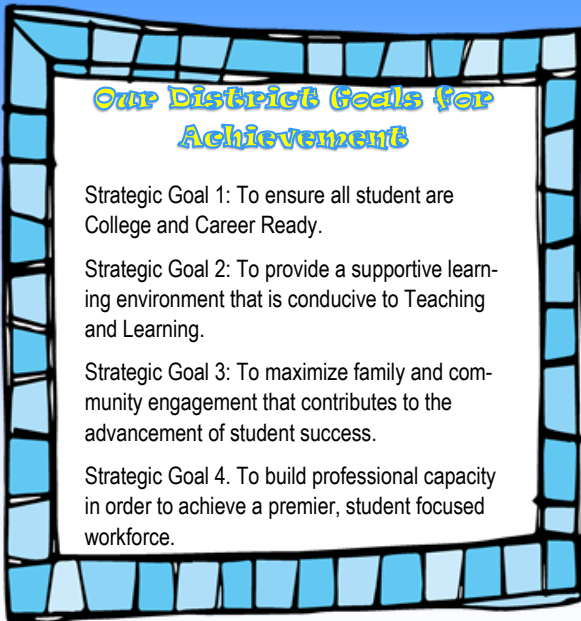 Our District Goals for
Achievement
Strategic Goal 1: To ensure all student are
College and Career Ready.
Strategic Goal 2: To provide a supportive learn-
ing environment that is conducive to Teaching
and Learning.
Strategic Goal 3: To maximize family and com-
munity engagement that contributes to the
advancement of student success.
Strategic Goal 4. To build professional capacity
in order to achieve a premier, student focused
workforce.